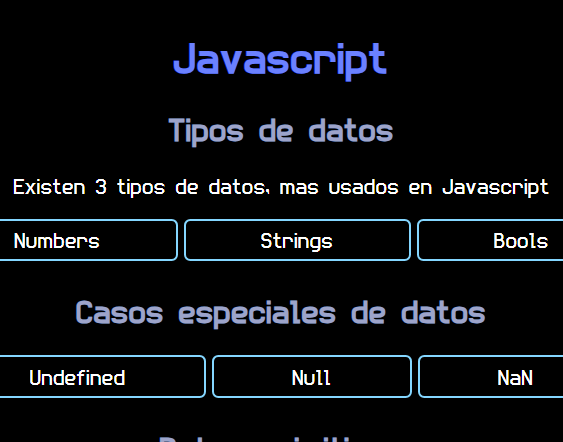 Javascript
Tipos de datos
Existen 3 tipos de datos, mas usados en Javascript
Numbers Strings Bools
Casos especiales de datos
Undefined Null NaN